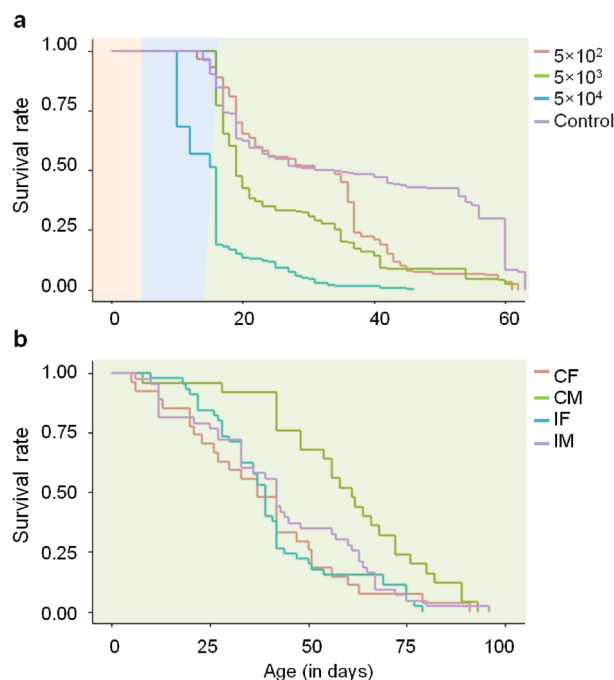 a
1.00
0.75
0.50
0.25
0.00
Survival rate
0
20
40
60
5×10²
5×10³
5×10⁴
Control
b
1.00
0.75
0.50
0.25
0.00
Survival rate
0
25
50
75
100
Age (in days)
CF
CM
IF
IM